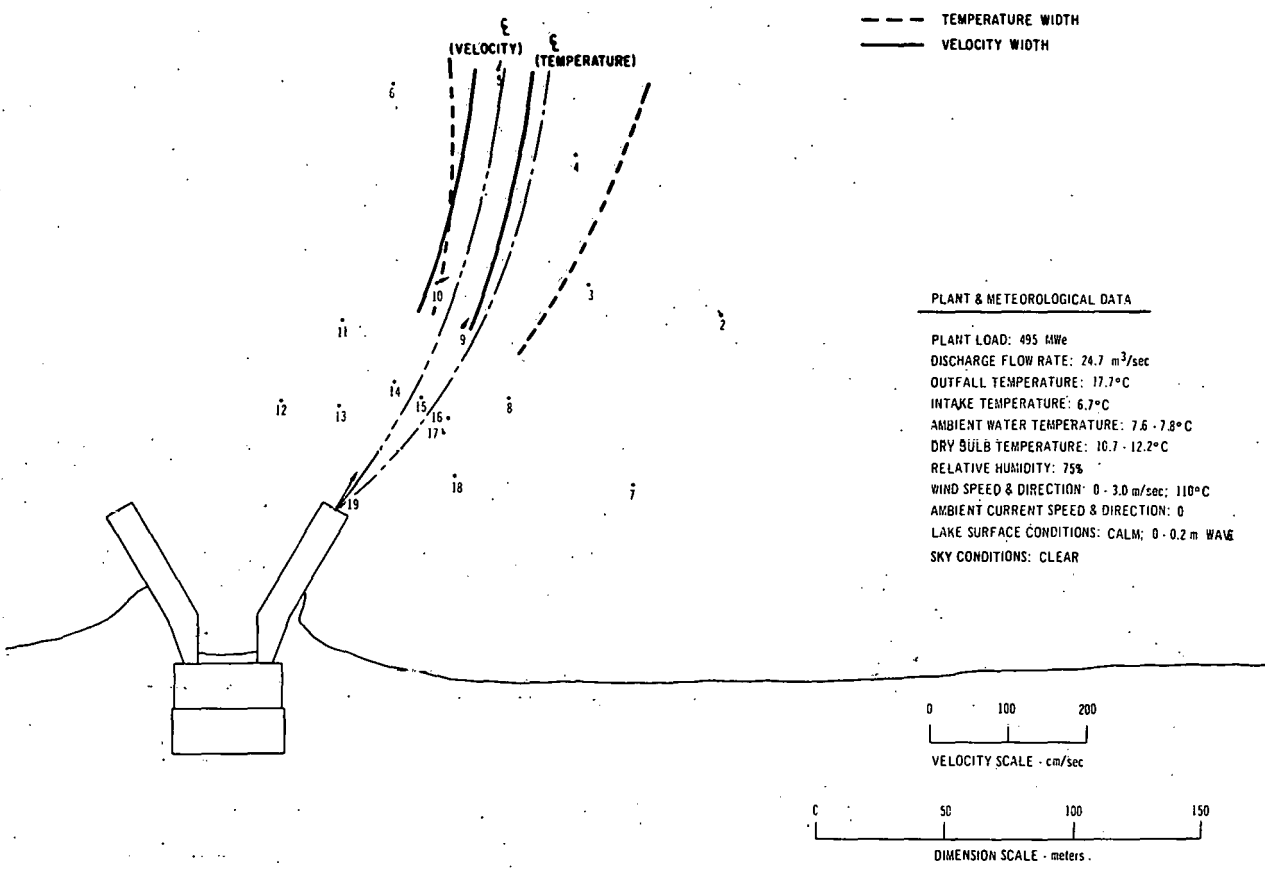 TEMPERATURE WIDTH
VELOCITY WIDTH
℄
(VELOCITY)
℄
(TEMPERATURE)
5
6
4
10
3
2
11
9
14
12
13
15
16
17
8
18
7
19
PLANT & METEOROLOGICAL DATA
PLANT LOAD: 495 MWe
DISCHARGE FLOW RATE: 24.7 m³/sec
OUTFALL TEMPERATURE: 17.7°C
INTAKE TEMPERATURE: 6.7°C
AMBIENT WATER TEMPERATURE: 7.6 - 7.8°C
DRY BULB TEMPERATURE: 10.7 - 12.2°C
RELATIVE HUMIDITY: 75%
WIND SPEED & DIRECTION: 0 - 3.0 m/sec; 110°C
AMBIENT CURRENT SPEED & DIRECTION: 0
LAKE SURFACE CONDITIONS: CALM; 0 - 0.2 m WAVE
SKY CONDITIONS: CLEAR
0 100 200
VELOCITY SCALE - cm/sec
0 50 100 150
DIMENSION SCALE - meters